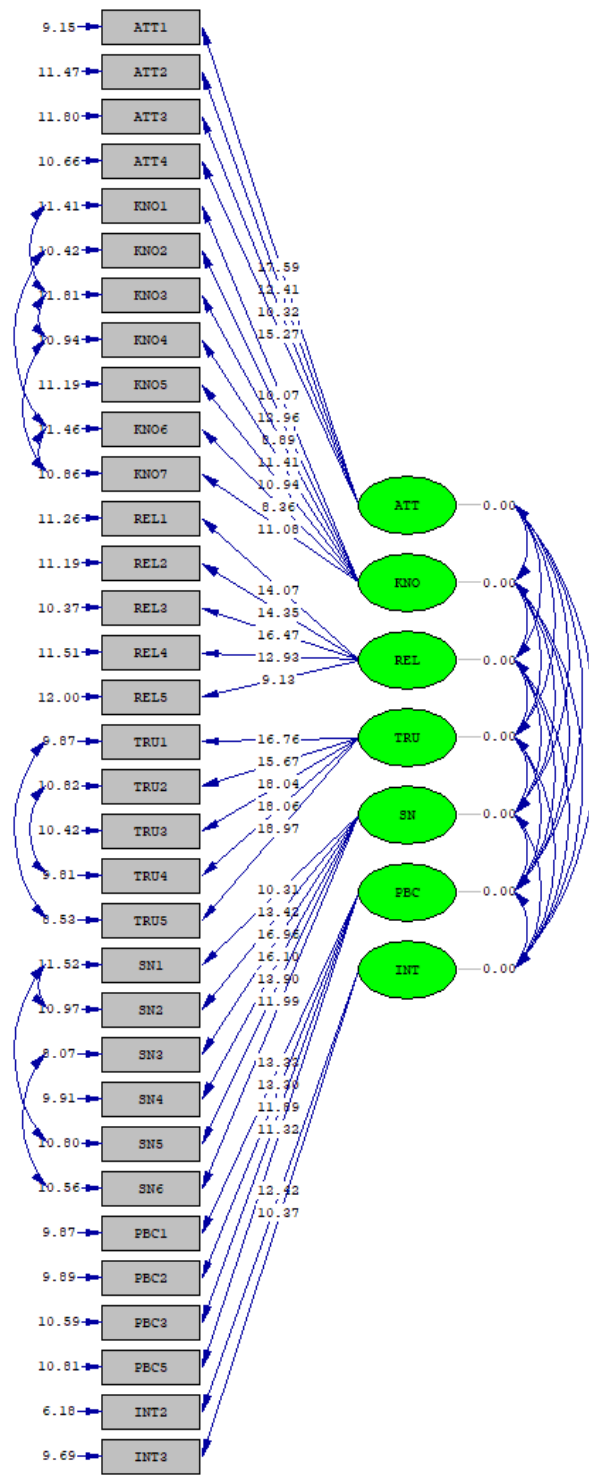 9.15 ATT1
11.47 ATT2
11.80 ATT3
10.66 ATT4
11.41 KNO1
10.42 KNO2
11.81 KNO3
10.94 KNO4
11.19 KNO5
11.46 KNO6
10.86 KNO7
11.26 REL1
11.19 REL2
10.37 REL3
11.51 REL4
12.00 REL5
9.87 TRU1
10.82 TRU2
10.42 TRU3
9.81 TRU4
8.53 TRU5
11.52 SN1
10.97 SN2
8.07 SN3
9.91 SN4
10.80 SN5
10.56 SN6
9.87 PBC1
9.89 PBC2
10.59 PBC3
10.81 PBC5
6.18 INT2
9.69 INT3
17.59
12.41
10.32
15.27
10.07
12.96
8.89
11.41
10.94
8.36
11.08
14.07
14.35
16.47
12.93
9.13
16.76
15.67
18.04
18.06
18.97
10.31
13.42
16.96
16.10
13.90
11.99
13.32
13.30
11.89
11.32
12.42
10.37
ATT 0.00
KNO 0.00
REL 0.00
TRU 0.00
SN 0.00
PBC 0.00
INT 0.00